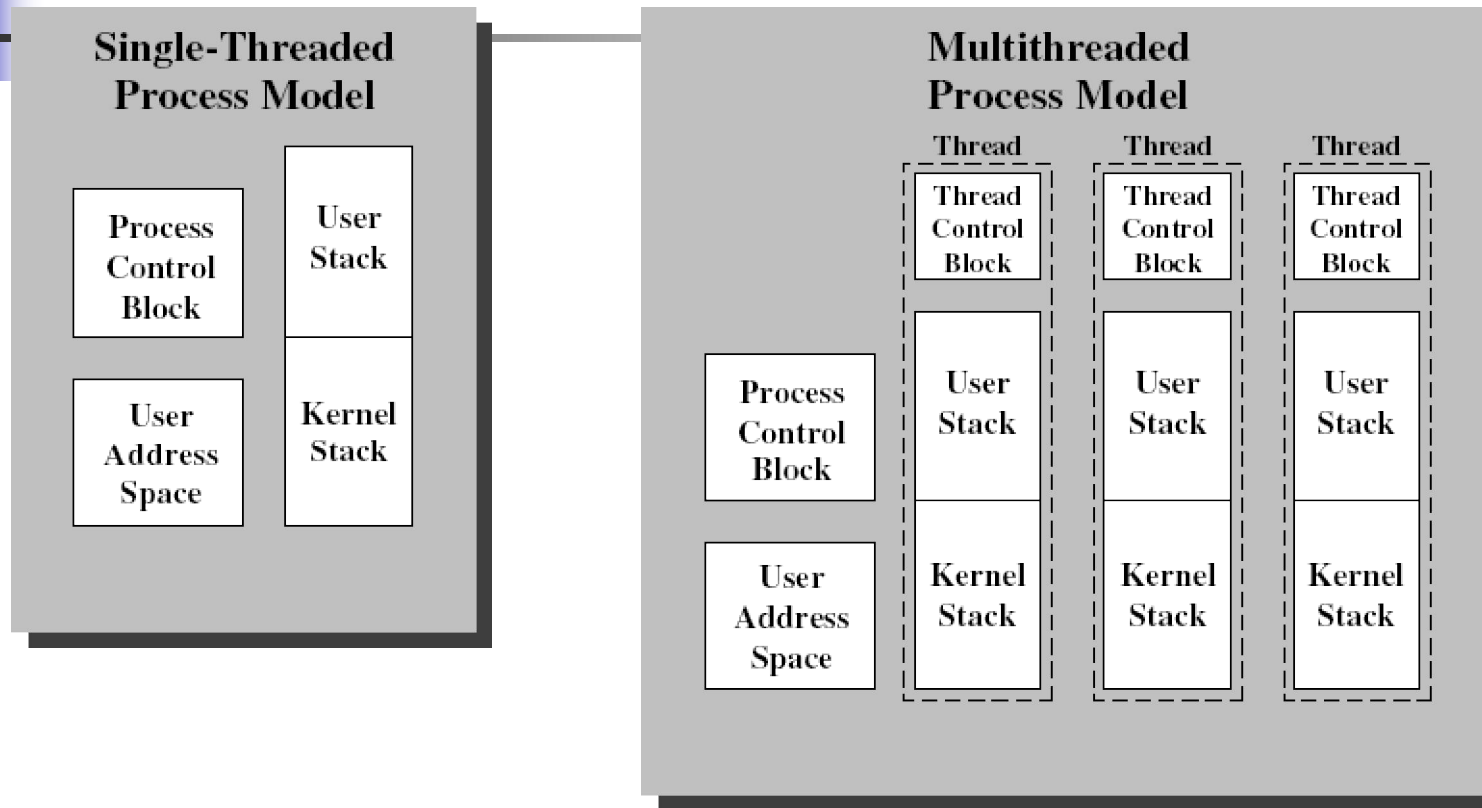 Single-Threaded
Process Model
Process
Control
Block
User
Stack
User
Address
Space
Kernel
Stack
Multithreaded
Process Model
Thread
Thread
Thread
Process
Control
Block
User
Address
Space
Thread
Control
Block
User
Stack
Kernel
Stack
Thread
Control
Block
User
Stack
Kernel
Stack
Thread
Control
Block
User
Stack
Kernel
Stack